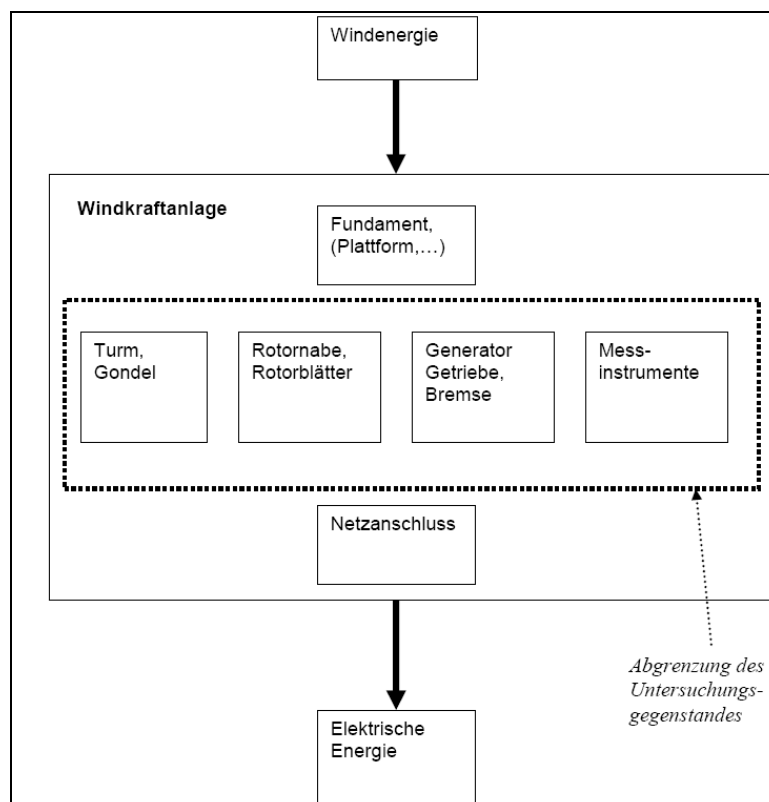 Windenergie
Windkraftanlage
Fundament,
(Plattform,…)
Turm,
Gondel
Rotornabe,
Rotorblätter
Generator
Getriebe,
Bremse
Mess-
instrumente
Netzanschluss
Abgrenzung des
Untersuchungs-
gegenstandes
Elektrische
Energie